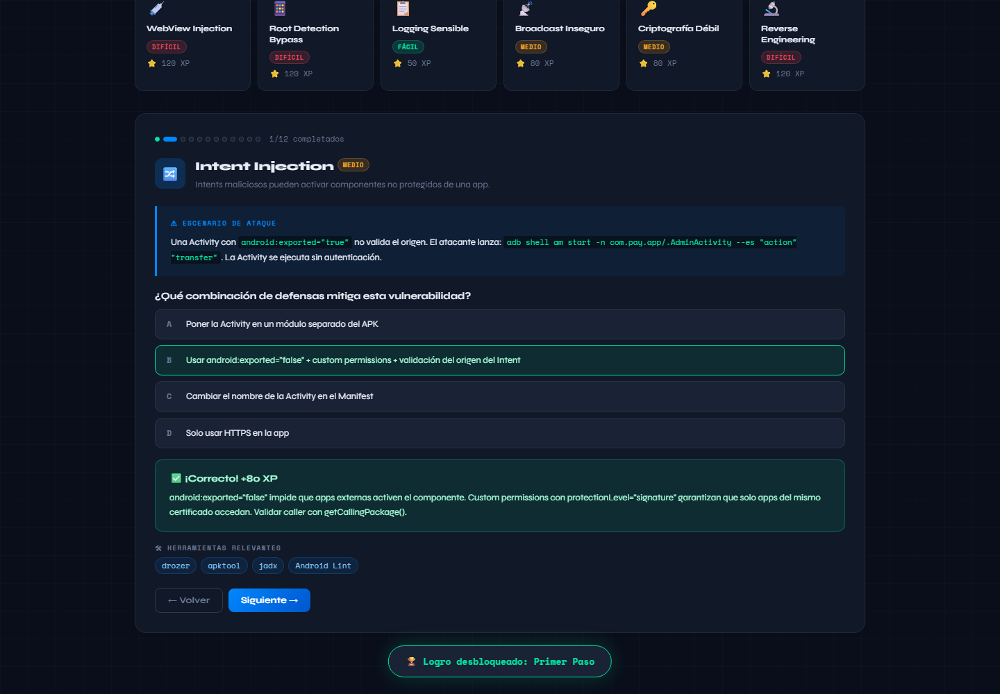 WebView Injection
DIFÍCIL
120 XP
Root Detection
Bypass
DIFÍCIL
120 XP
Logging Sensible
FÁCIL
50 XP
Broadcast Inseguro
MEDIO
80 XP
Criptografía Débil
MEDIO
80 XP
Reverse
Engineering
DIFÍCIL
120 XP
1/12 completados
Intent Injection MEDIO
Intents maliciosos pueden activar componentes no protegidos de una app.
⚠ ESCENARIO DE ATAQUE
Una Activity con android:exported="true" no valida el origen. El atacante lanza: adb shell am start -n com.pay.app/.AdminActivity --es "action"
"transfer" . La Activity se ejecuta sin autenticación.
¿Qué combinación de defensas mitiga esta vulnerabilidad?
A Poner la Activity en un módulo separado del APK
B Usar android:exported="false" + custom permissions + validación del origen del Intent
C Cambiar el nombre de la Activity en el Manifest
D Solo usar HTTPS en la app
✅ ¡Correcto! +80 XP
android:exported="false" impide que apps externas activen el componente. Custom permissions con protectionLevel="signature" garantizan que solo apps del mismo
certificado accedan. Validar caller con getCallingPackage().
🛠 HERRAMIENTAS RELEVANTES
drozer apktool jadx Android Lint
← Volver Siguiente →
🏆 Logro desbloqueado: Primer Paso